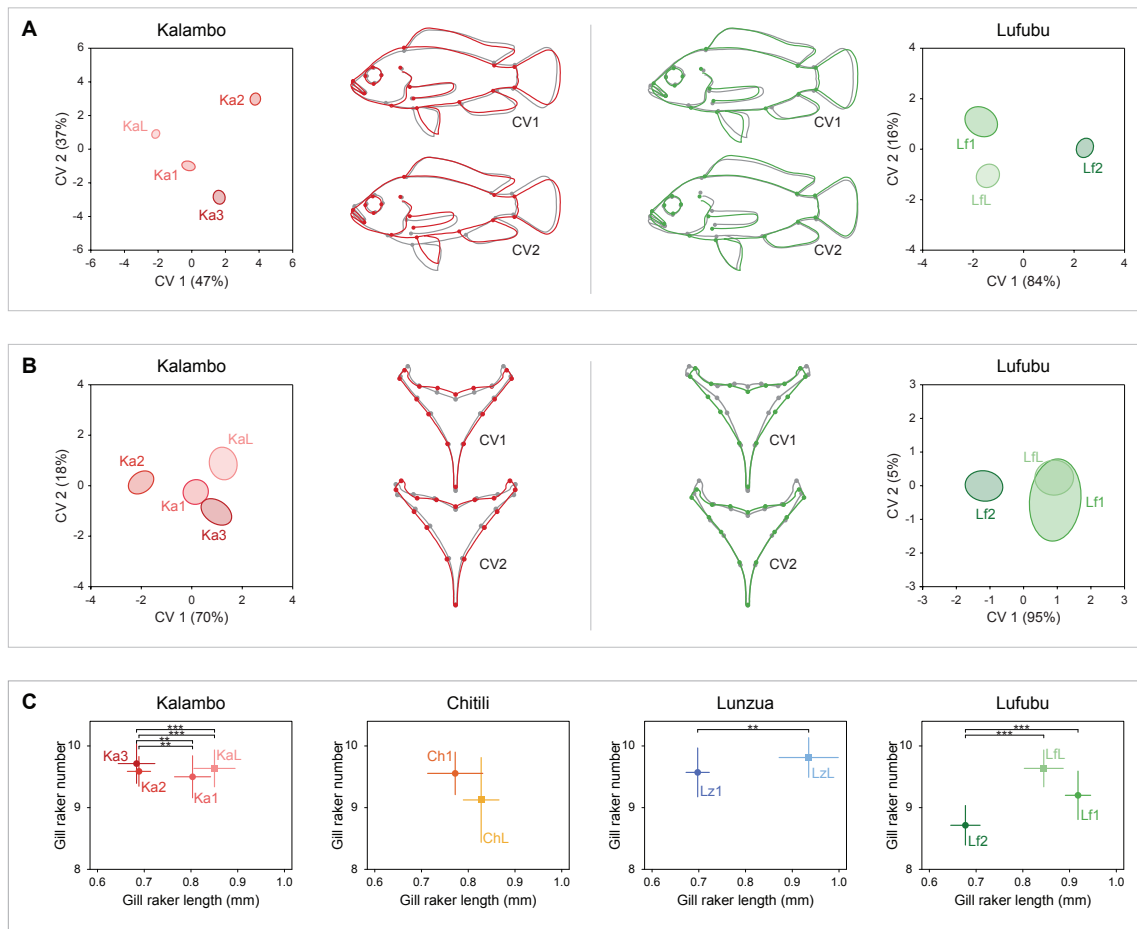 A
Kalambo
6
4
2
0
-2
-4
-6
CV 2 (37%)
Ka2
KaL
Ka1
Ka3
-6
-4
-2
0
2
4
6
CV 1 (47%)
CV1
CV2
CV1
CV2
Lufubu
4
2
0
-2
-4
CV 2 (16%)
Lf1
Lf2
LfL
-4
-2
0
2
4
CV 1 (84%)
B
Kalambo
4
2
0
-2
-4
CV 2 (18%)
KaL
Ka2
Ka1
Ka3
-4
-2
0
2
4
CV 1 (70%)
CV1
CV2
CV1
CV2
Lufubu
3
2
1
0
-1
-2
-3
CV 2 (5%)
LfL
Lf2
Lf1
-3
-2
-1
0
1
2
3
CV 1 (95%)
C
Kalambo
10
9
8
Gill raker number
***
***
**
**
Ka3
KaL
Ka2
Ka1
0.6
0.7
0.8
0.9
1.0
Gill raker length (mm)
Chitili
10
9
8
Gill raker number
Ch1
ChL
0.6
0.7
0.8
0.9
1.0
Gill raker length (mm)
Lunzua
10
9
8
Gill raker number
**
Lz1
LzL
0.6
0.7
0.8
0.9
1.0
Gill raker length (mm)
Lufubu
10
9
8
Gill raker number
***
***
LfL
Lf1
Lf2
0.6
0.7
0.8
0.9
1.0
Gill raker length (mm)